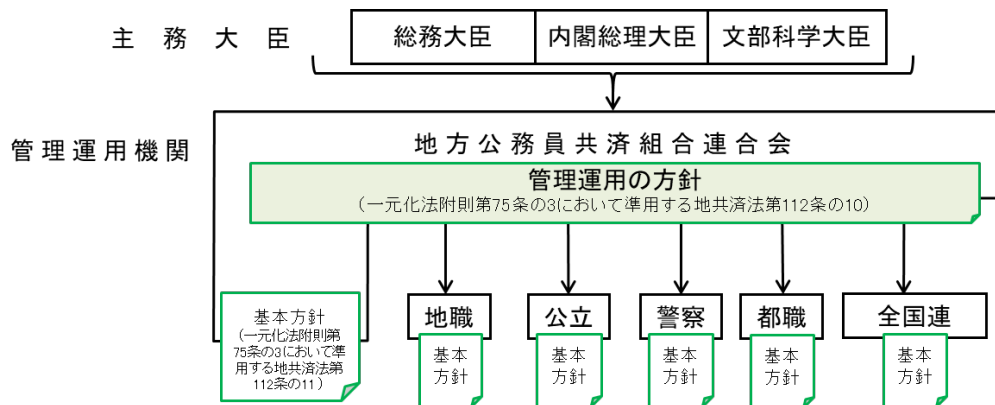 主務大臣
総務大臣
内閣総理大臣
文部科学大臣
管理運用機関
地方公務員共済組合連合会
管理運用の方針
（一元化法附則第75条の3において準用する地共済法第112条の10）
基本方針
（一元化法附則第
75条の3において準
用する地共済法第
112条の11）
地職
公立
警察
都職
全国連
基本
方針
基本
方針
基本
方針
基本
方針
基本
方針